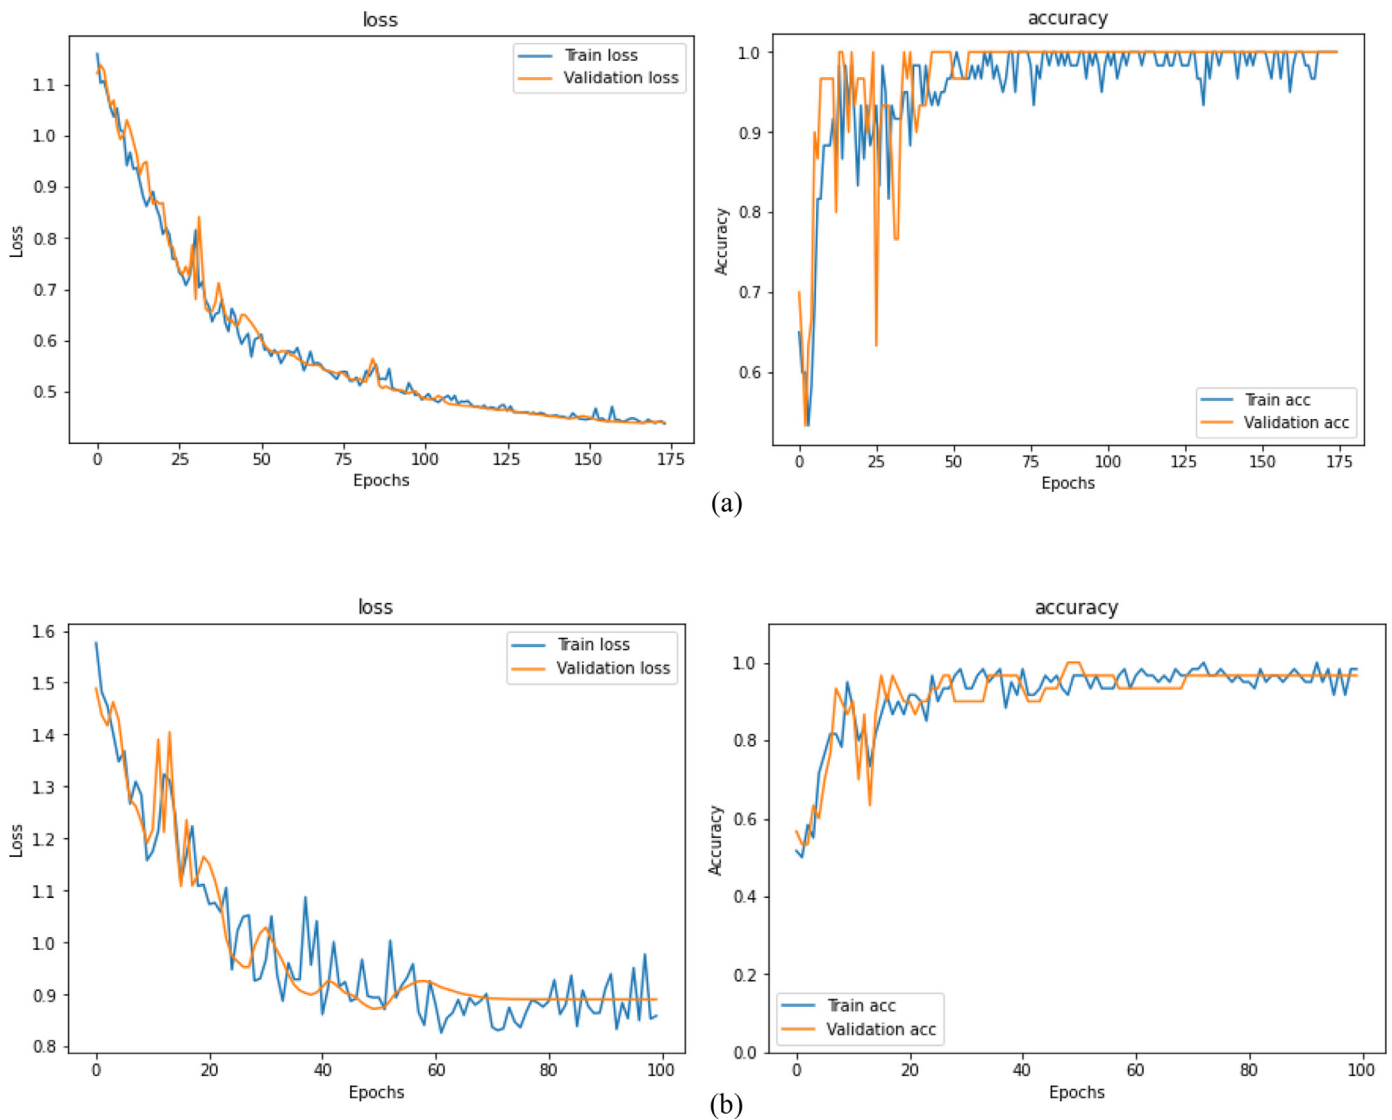 loss
Train loss
Validation loss
1.1
1.0
0.9
0.8
0.7
0.6
0.5
Loss
0 25 50 75 100 125 150 175
Epochs
accuracy
1.0
0.9
0.8
0.7
0.6
Accuracy
Train acc
Validation acc
0 25 50 75 100 125 150 175
Epochs
(a)
loss
Train loss
Validation loss
1.6
1.5
1.4
1.3
1.2
1.1
1.0
0.9
0.8
Loss
0 20 40 60 80 100
Epochs
accuracy
1.0
0.8
0.6
0.4
0.2
0.0
Accuracy
Train acc
Validation acc
0 20 40 60 80 100
Epochs
(b)